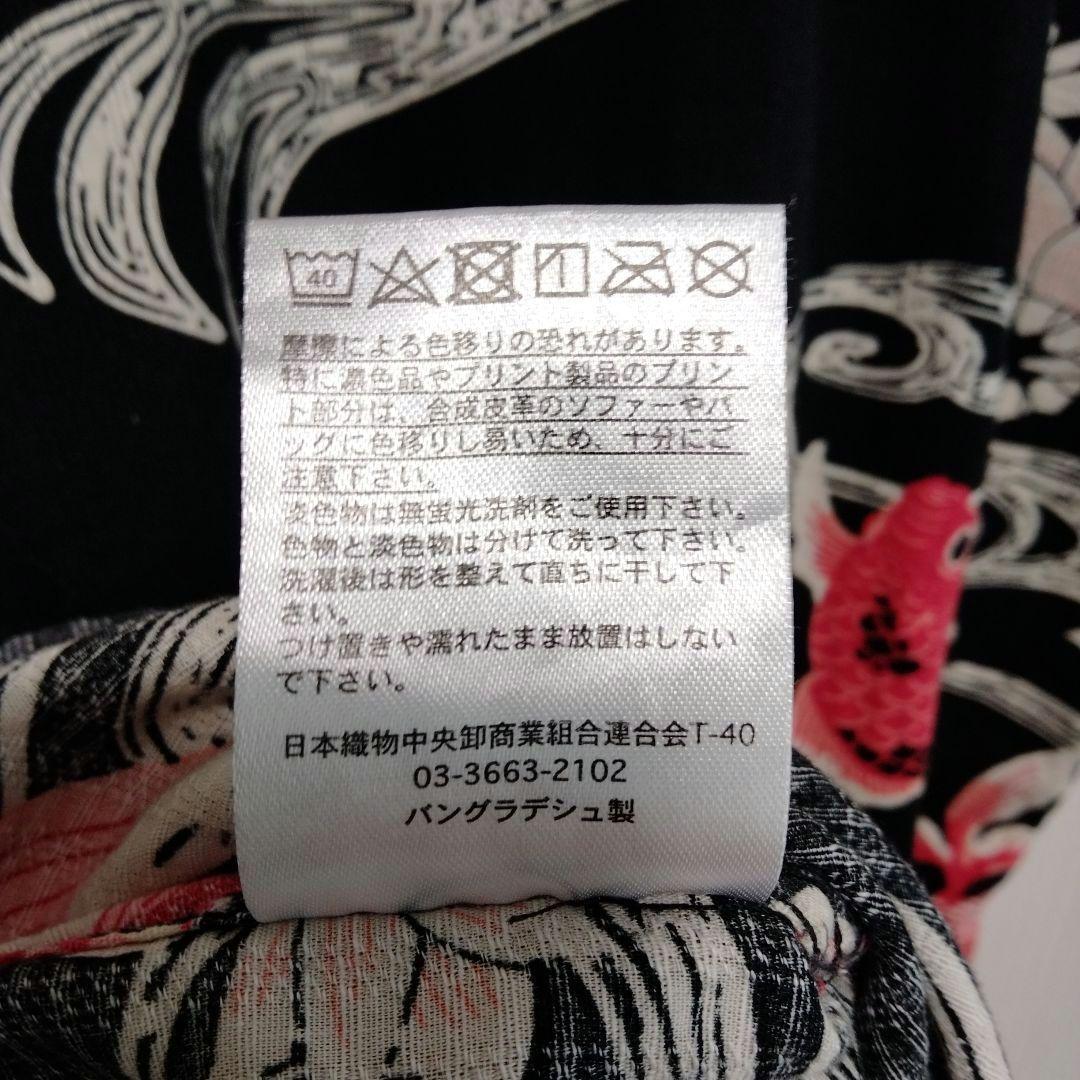 40
摩擦による色移りの恐れがあります。
特に濃色品やプリント製品のプリン
ト部分は、合成皮革のソファーやバ
ッグに色移りし易いため、十分にご
注意下さい。
淡色物は無蛍光洗剤をご使用下さい。
色物と淡色物は分けて洗って下さい。
洗濯後は形を整えて直ちに干して下
さい。
つけ置きや濡れたまま放置はしない
で下さい。
日本織物中央卸商業組合連合会T-40
03-3663-2102
バングラデシュ製